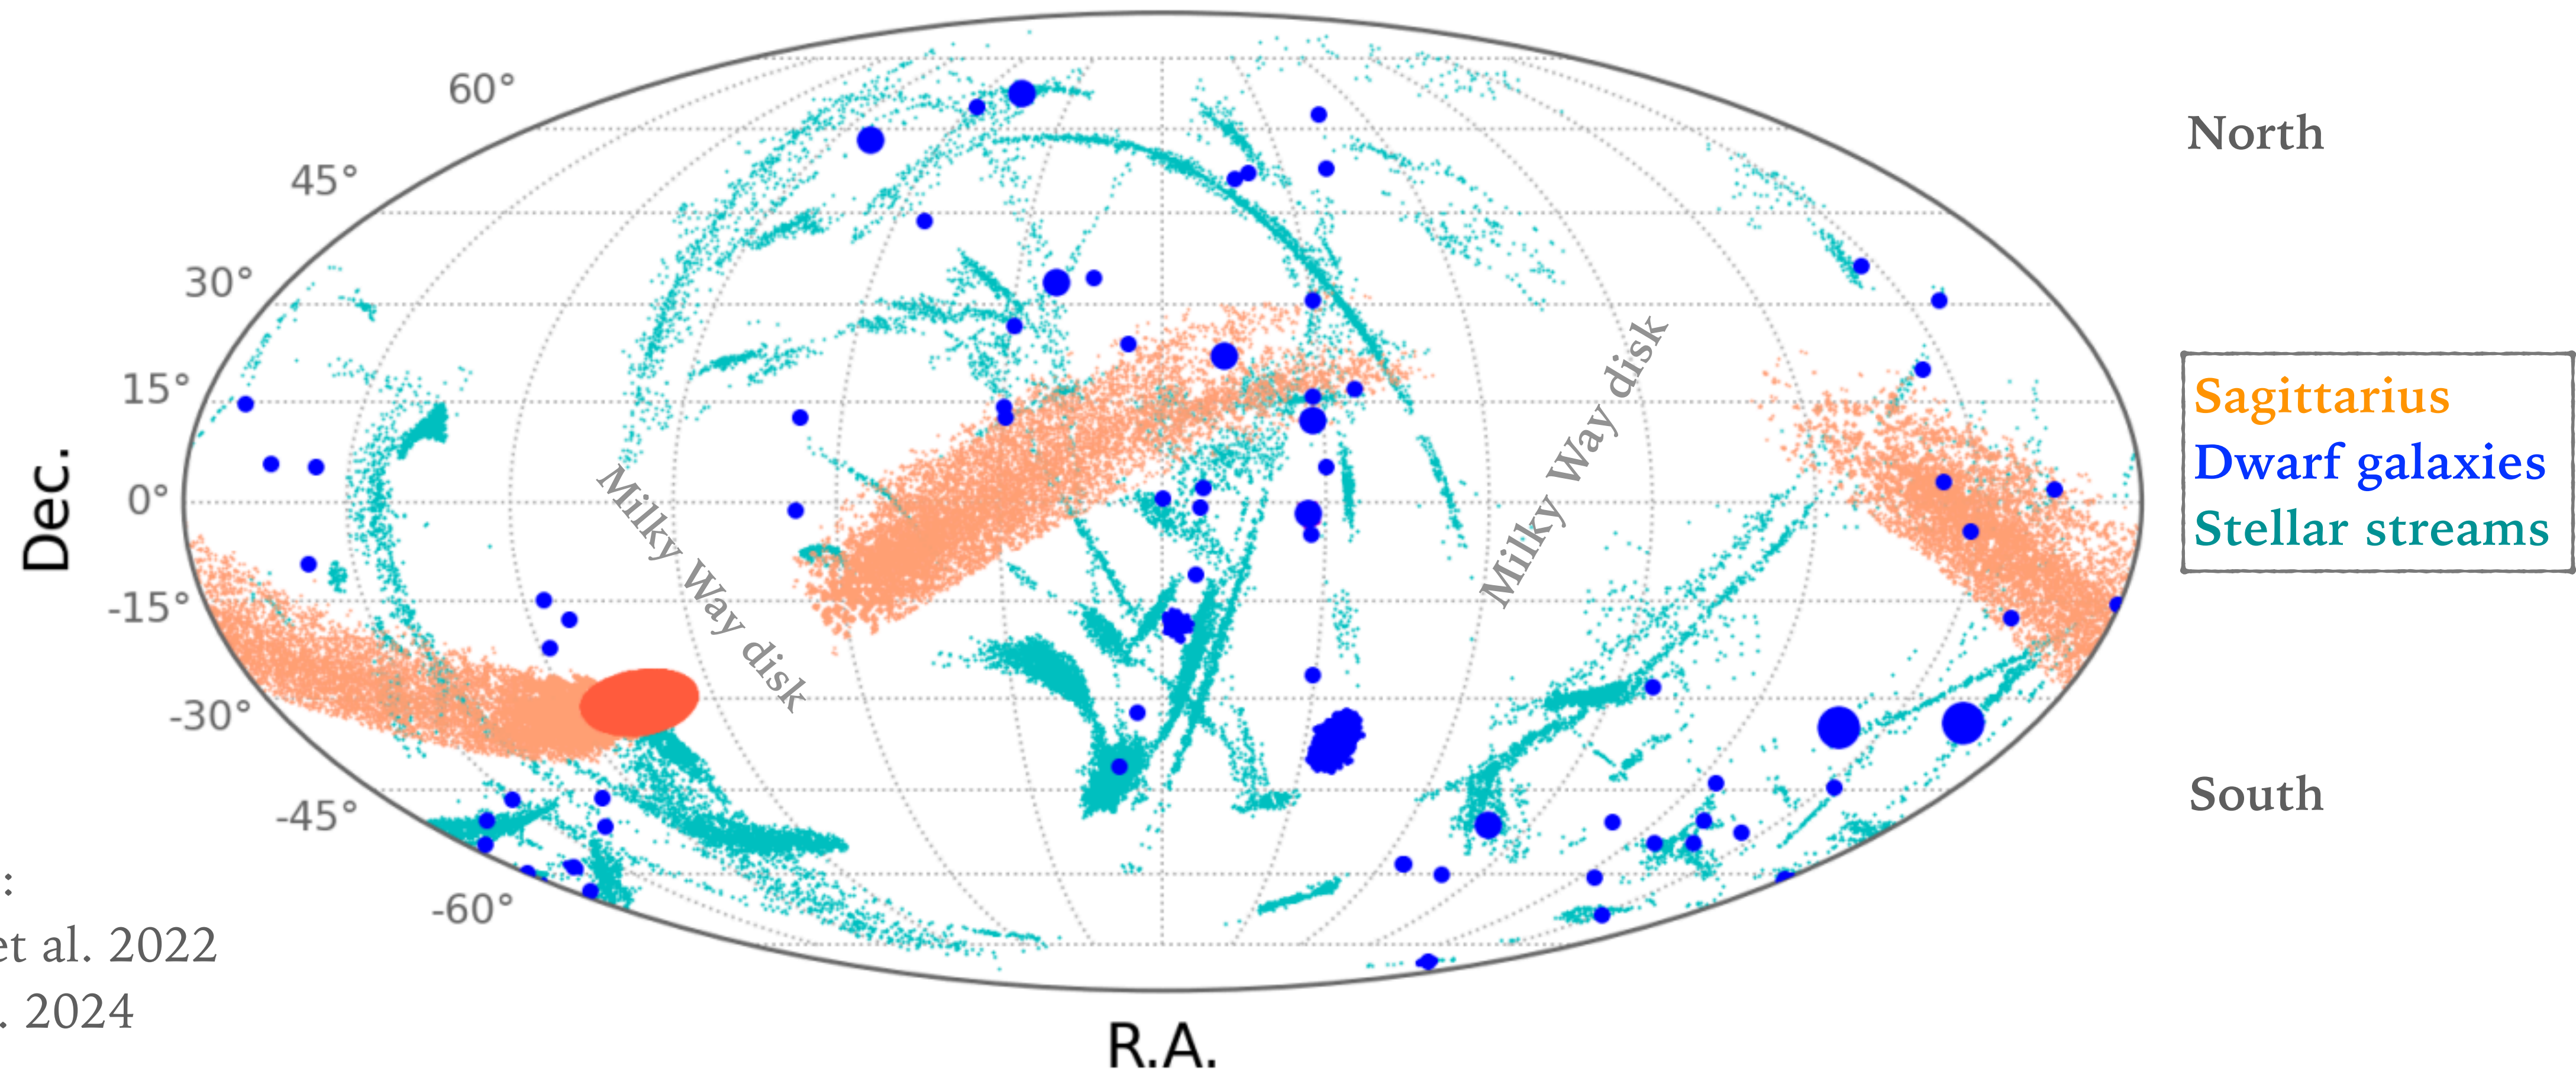 60°
45°
30°
15°
0°
-15°
-30°
-45°
-60°
Dec.
R.A.
Milky Way disk
Milky Way disk
North
Sagittarius
Dwarf galaxies
Stellar streams
South
:
et al. 2022
. 2024